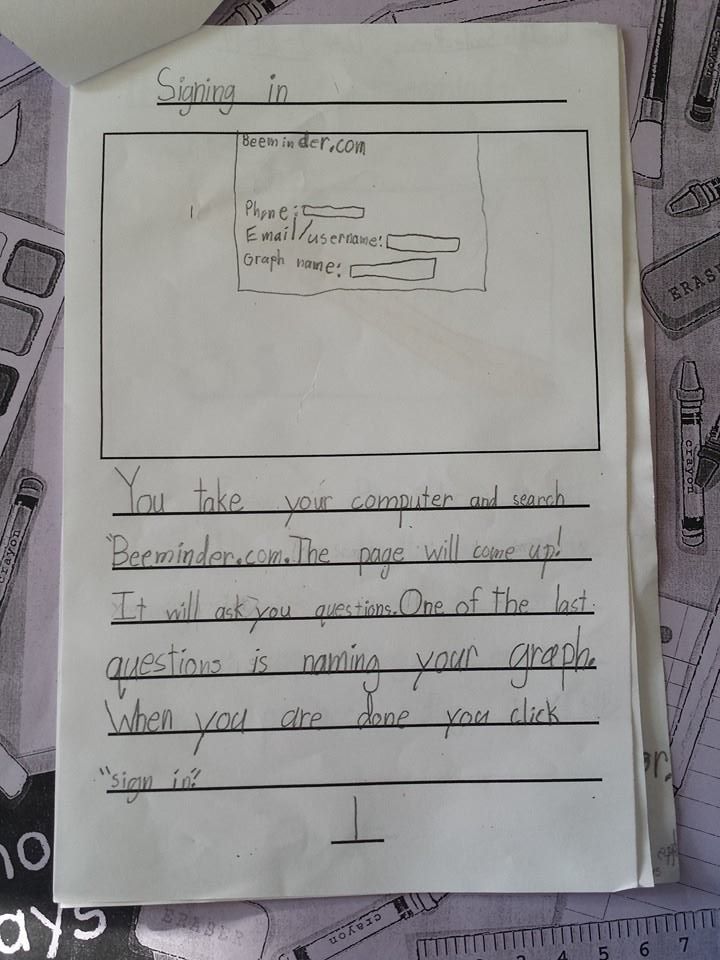 Signing in
Beeminder.com
Phone:
Email/username:
Graph name:
You take your computer and search
"Beeminder.com. The page will come up!
It will ask you questions. One of the last
questions is naming your graph.
When you are done you click
"sign in".
1
ERAS
crayon
crayon
ays
ERASER
crayon
4 5 6 7